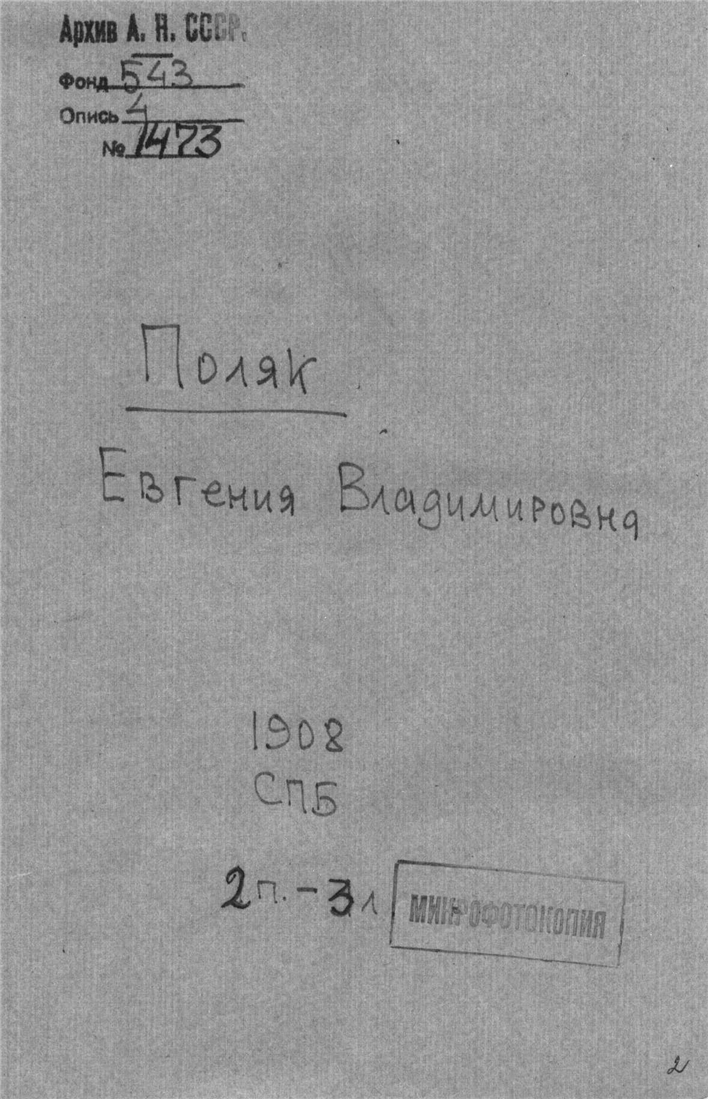 Архив А. Н. СССР.
Фонд 543
Опись 4
№ 1473
Поляк
Евгения Владимировна
1908
СПБ
2п. - 3л
МИКРОФОТОКОПИЯ
2